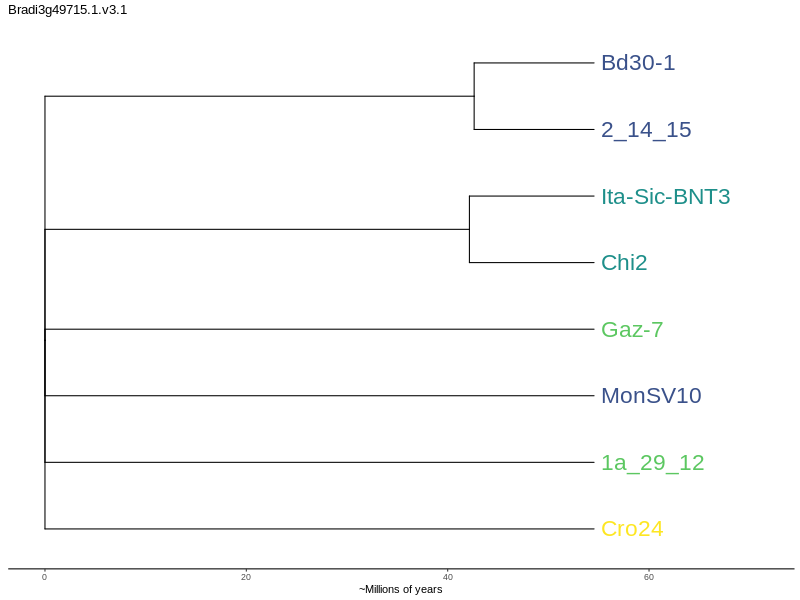 Bradi3g49715.1.v3.1
Bd30-1
2_14_15
Ita-Sic-BNT3
Chi2
Gaz-7
MonSV10
1a_29_12
Cro24
0 20 40 60
~Millions of years